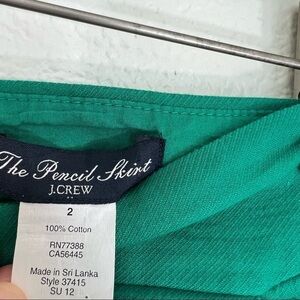 The Pencil Skirt
J.CREW
2
100% Cotton
RN77388
CA56445
Made in Sri Lanka
Style 37415
SU 12